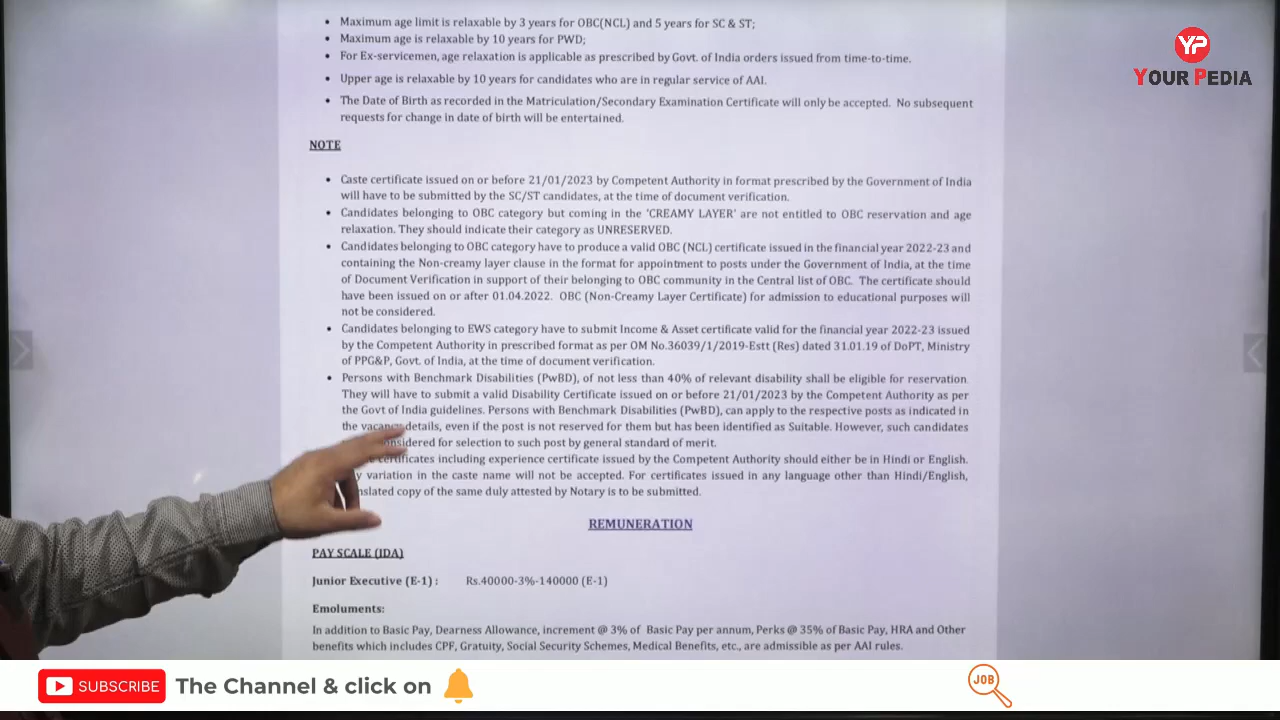 Maximum age limit is relaxable by 3 years for OBC(NCL) and 5 years for SC & ST;
Maximum age is relaxable by 10 years for PWD;
For Ex-servicemen, age relaxation is applicable as prescribed by Govt. of India orders issued from time-to-time.
Upper age is relaxable by 10 years for candidates who are in regular service of AAI.
The Date of Birth as recorded in the Matriculation/Secondary Examination Certificate will only be accepted. No subsequent
requests for change in date of birth will be entertained.
YP
YOUR PEDIA
NOTE
Caste certificate issued on or before 21/01/2023 by Competent Authority in format prescribed by the Government of India
will have to be submitted by the SC/ST candidates, at the time of document verification.
Candidates belonging to OBC category but coming in the 'CREAMY LAYER' are not entitled to OBC reservation and age
relaxation. They should indicate their category as UNRESERVED.
Candidates belonging to OBC category have to produce a valid OBC (NCL) certificate issued in the financial year 2022-23 and
containing the Non-creamy layer clause in the format for appointment to posts under the Government of India, at the time
of Document Verification in support of their belonging to OBC community in the Central list of OBC. The certificate should
have been issued on or after 01.04.2022. OBC (Non-Creamy Layer Certificate) for admission to educational purposes will
not be considered.
Candidates belonging to EWS category have to submit Income & Asset certificate valid for the financial year 2022-23 issued
by the Competent Authority in prescribed format as per OM No.36039/1/2019-Estt (Res) dated 31.01.19 of DoPT, Ministry
of PPG&P, Govt. of India, at the time of document verification.
Persons with Benchmark Disabilities (PwBD), of not less than 40% of relevant disability shall be eligible for reservation.
They will have to submit a valid Disability Certificate issued on or before 21/01/2023 by the Competent Authority as per
the Govt of India guidelines. Persons with Benchmark Disabilities (PwBD), can apply to the respective posts as indicated in
the vacancy details, even if the post is not reserved for them but has been identified as Suitable. However, such candidates
considered for selection to such post by general standard of merit.
certificates including experience certificate issued by the Competent Authority should either be in Hindi or English.
variation in the caste name will not be accepted. For certificates issued in any language other than Hindi/English,
copy of the same duly attested by Notary is to be submitted.
REMUNERATION
PAY SCALE (IDA)
Junior Executive (E-1) : Rs.40000-3%-140000 (E-1)
Emoluments:
In addition to Basic Pay, Dearness Allowance, increment @ 3% of Basic Pay per annum, Perks @ 35% of Basic Pay, HRA and Other
benefits which includes CPF, Gratuity, Social Security Schemes, Medical Benefits, etc., are admissible as per AAI rules.
SUBSCRIBE The Channel & click on
JOB